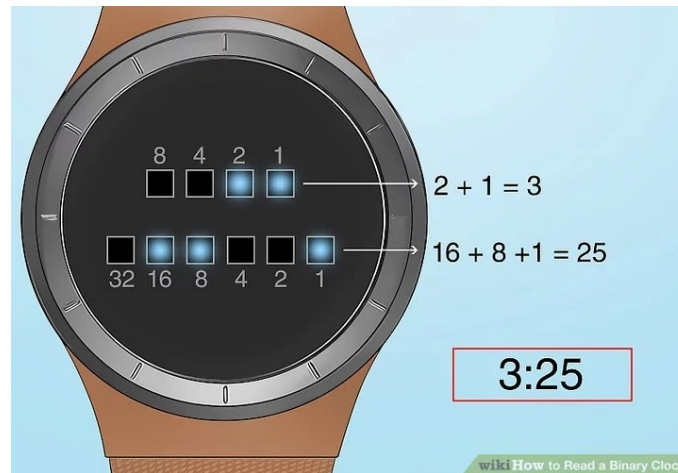 8 4 2 1
2 + 1 = 3
16 + 8 +1 = 25
32 16 8 4 2 1
3:25
wikiHow to Read a Binary Cloc